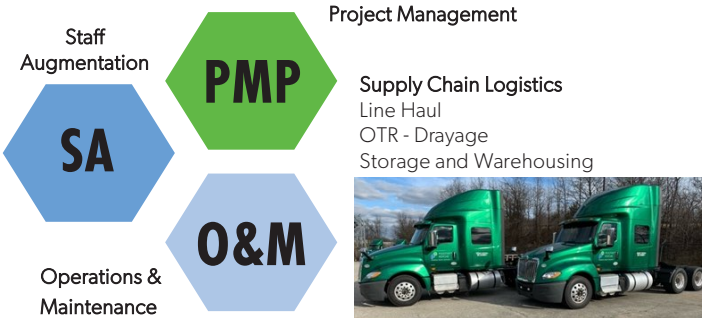 Project Management
Staff
Augmentation
PMP
SA
Supply Chain Logistics
Line Haul
OTR - Drayage
Storage and Warehousing
O&M
Operations &
Maintenance